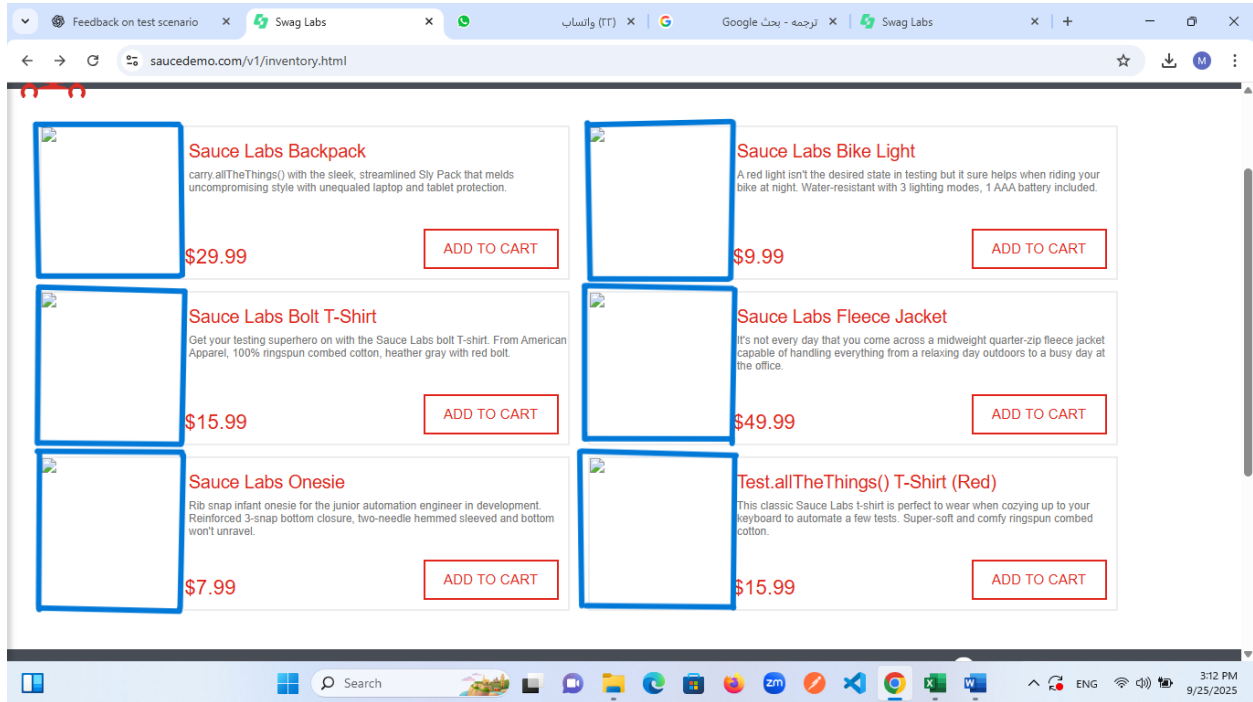 Feedback on test scenario
Swag Labs
(٢٢) واتساب
ترجمه - بحث Google
Swag Labs
saucedemo.com/v1/inventory.html
M
Sauce Labs Backpack
carry.allTheThings() with the sleek, streamlined Sly Pack that melds
uncompromising style with unequaled laptop and tablet protection.
$29.99
ADD TO CART
Sauce Labs Bike Light
A red light isn't the desired state in testing but it sure helps when riding your
bike at night. Water-resistant with 3 lighting modes, 1 AAA battery included.
$9.99
ADD TO CART
Sauce Labs Bolt T-Shirt
Get your testing superhero on with the Sauce Labs bolt T-shirt. From American
Apparel, 100% ringspun combed cotton, heather gray with red bolt.
$15.99
ADD TO CART
Sauce Labs Fleece Jacket
It's not every day that you come across a midweight quarter-zip fleece jacket
capable of handling everything from a relaxing day outdoors to a busy day at
the office.
$49.99
ADD TO CART
Sauce Labs Onesie
Rib snap infant onesie for the junior automation engineer in development.
Reinforced 3-snap bottom closure, two-needle hemmed sleeved and bottom
won't unravel.
$7.99
ADD TO CART
Test.allTheThings() T-Shirt (Red)
This classic Sauce Labs t-shirt is perfect to wear when cozying up to your
keyboard to automate a few tests. Super-soft and comfy ringspun combed
cotton.
$15.99
ADD TO CART
Search
zm
ENG
3:12 PM
9/25/2025